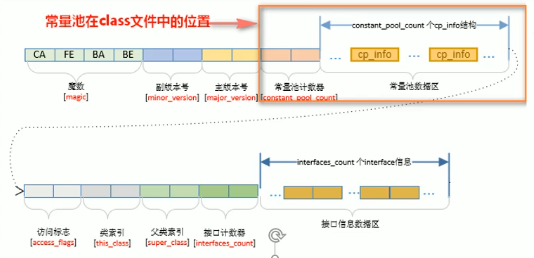 常量池在class文件中的位置
constant_pool_count 个cp_info结构
CA FE BA BE
... cp_info ... cp_info ...
魔数 副版本号 主版本号 常量池计数器 常量池数据区
[magic] [minor_version] [major_version] [constant_pool_count]
interfaces_count 个interface信息
... ... ...
访问标志 类索引 父类索引 接口计数器 接口信息数据区
[access_flags] [this_class] [super_class] [interfaces_count]